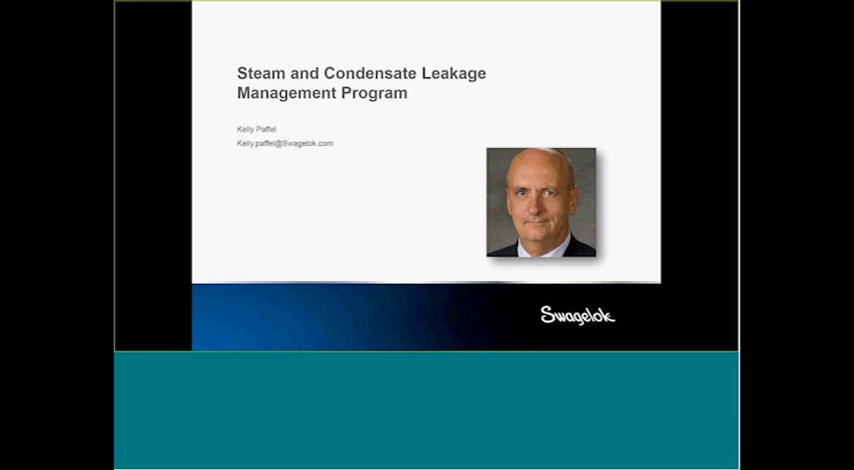 Steam and Condensate Leakage
Management Program
Kelly Paffel
Kelly.paffel@Swagelok.com
Swagelok